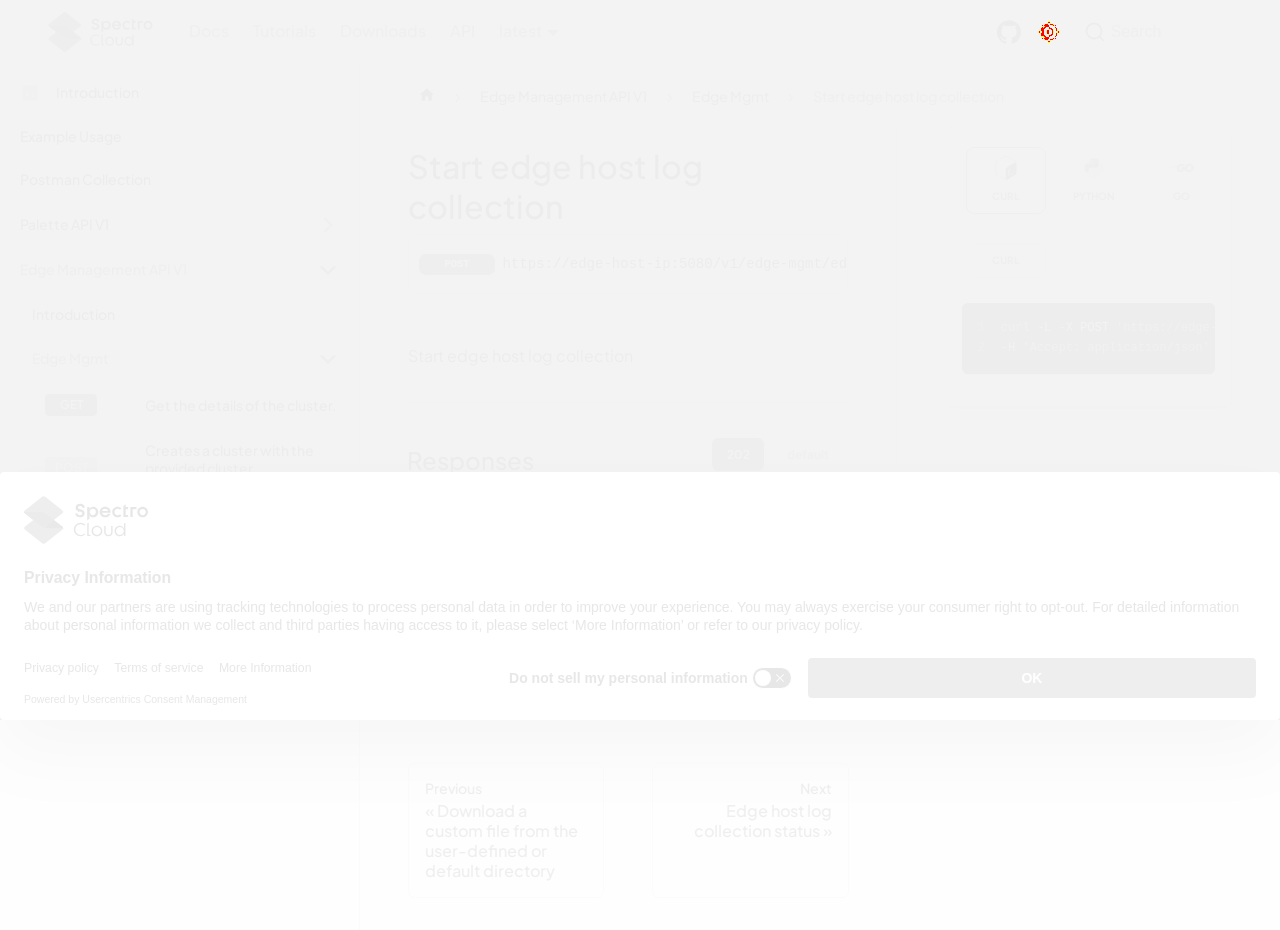 Spectro
Cloud
Docs
Tutorials
Downloads
API
latest
Search
Introduction
Example Usage
Postman Collection
Palette API V1
Edge Management API V1
Introduction
Edge Mgmt
GET
Get the details of the cluster.
Creates a cluster with the
provided cluster
Edge Management API V1
Edge Mgmt
Start edge host log collection
Start edge host log
collection
POST
https://edge-host-ip:5080/v1/edge-mgmt/ed
Start edge host log collection
Responses
202
CURL
PYTHON
GO
CURL
Spectro
Cloud
Privacy Information
We and our partners are using tracking technologies to process personal data in order to improve your experience. You may always exercise your consumer right to opt-out. For detailed information
about personal information we collect and third parties having access to it, please select ‘More Information’ or refer to our privacy policy.
Privacy policy
Terms of service
More Information
Powered by Usercentrics Consent Management
Do not sell my personal information
OK
Previous
« Download a
custom file from the
user-defined or
default directory
Next
Edge host log
collection status »